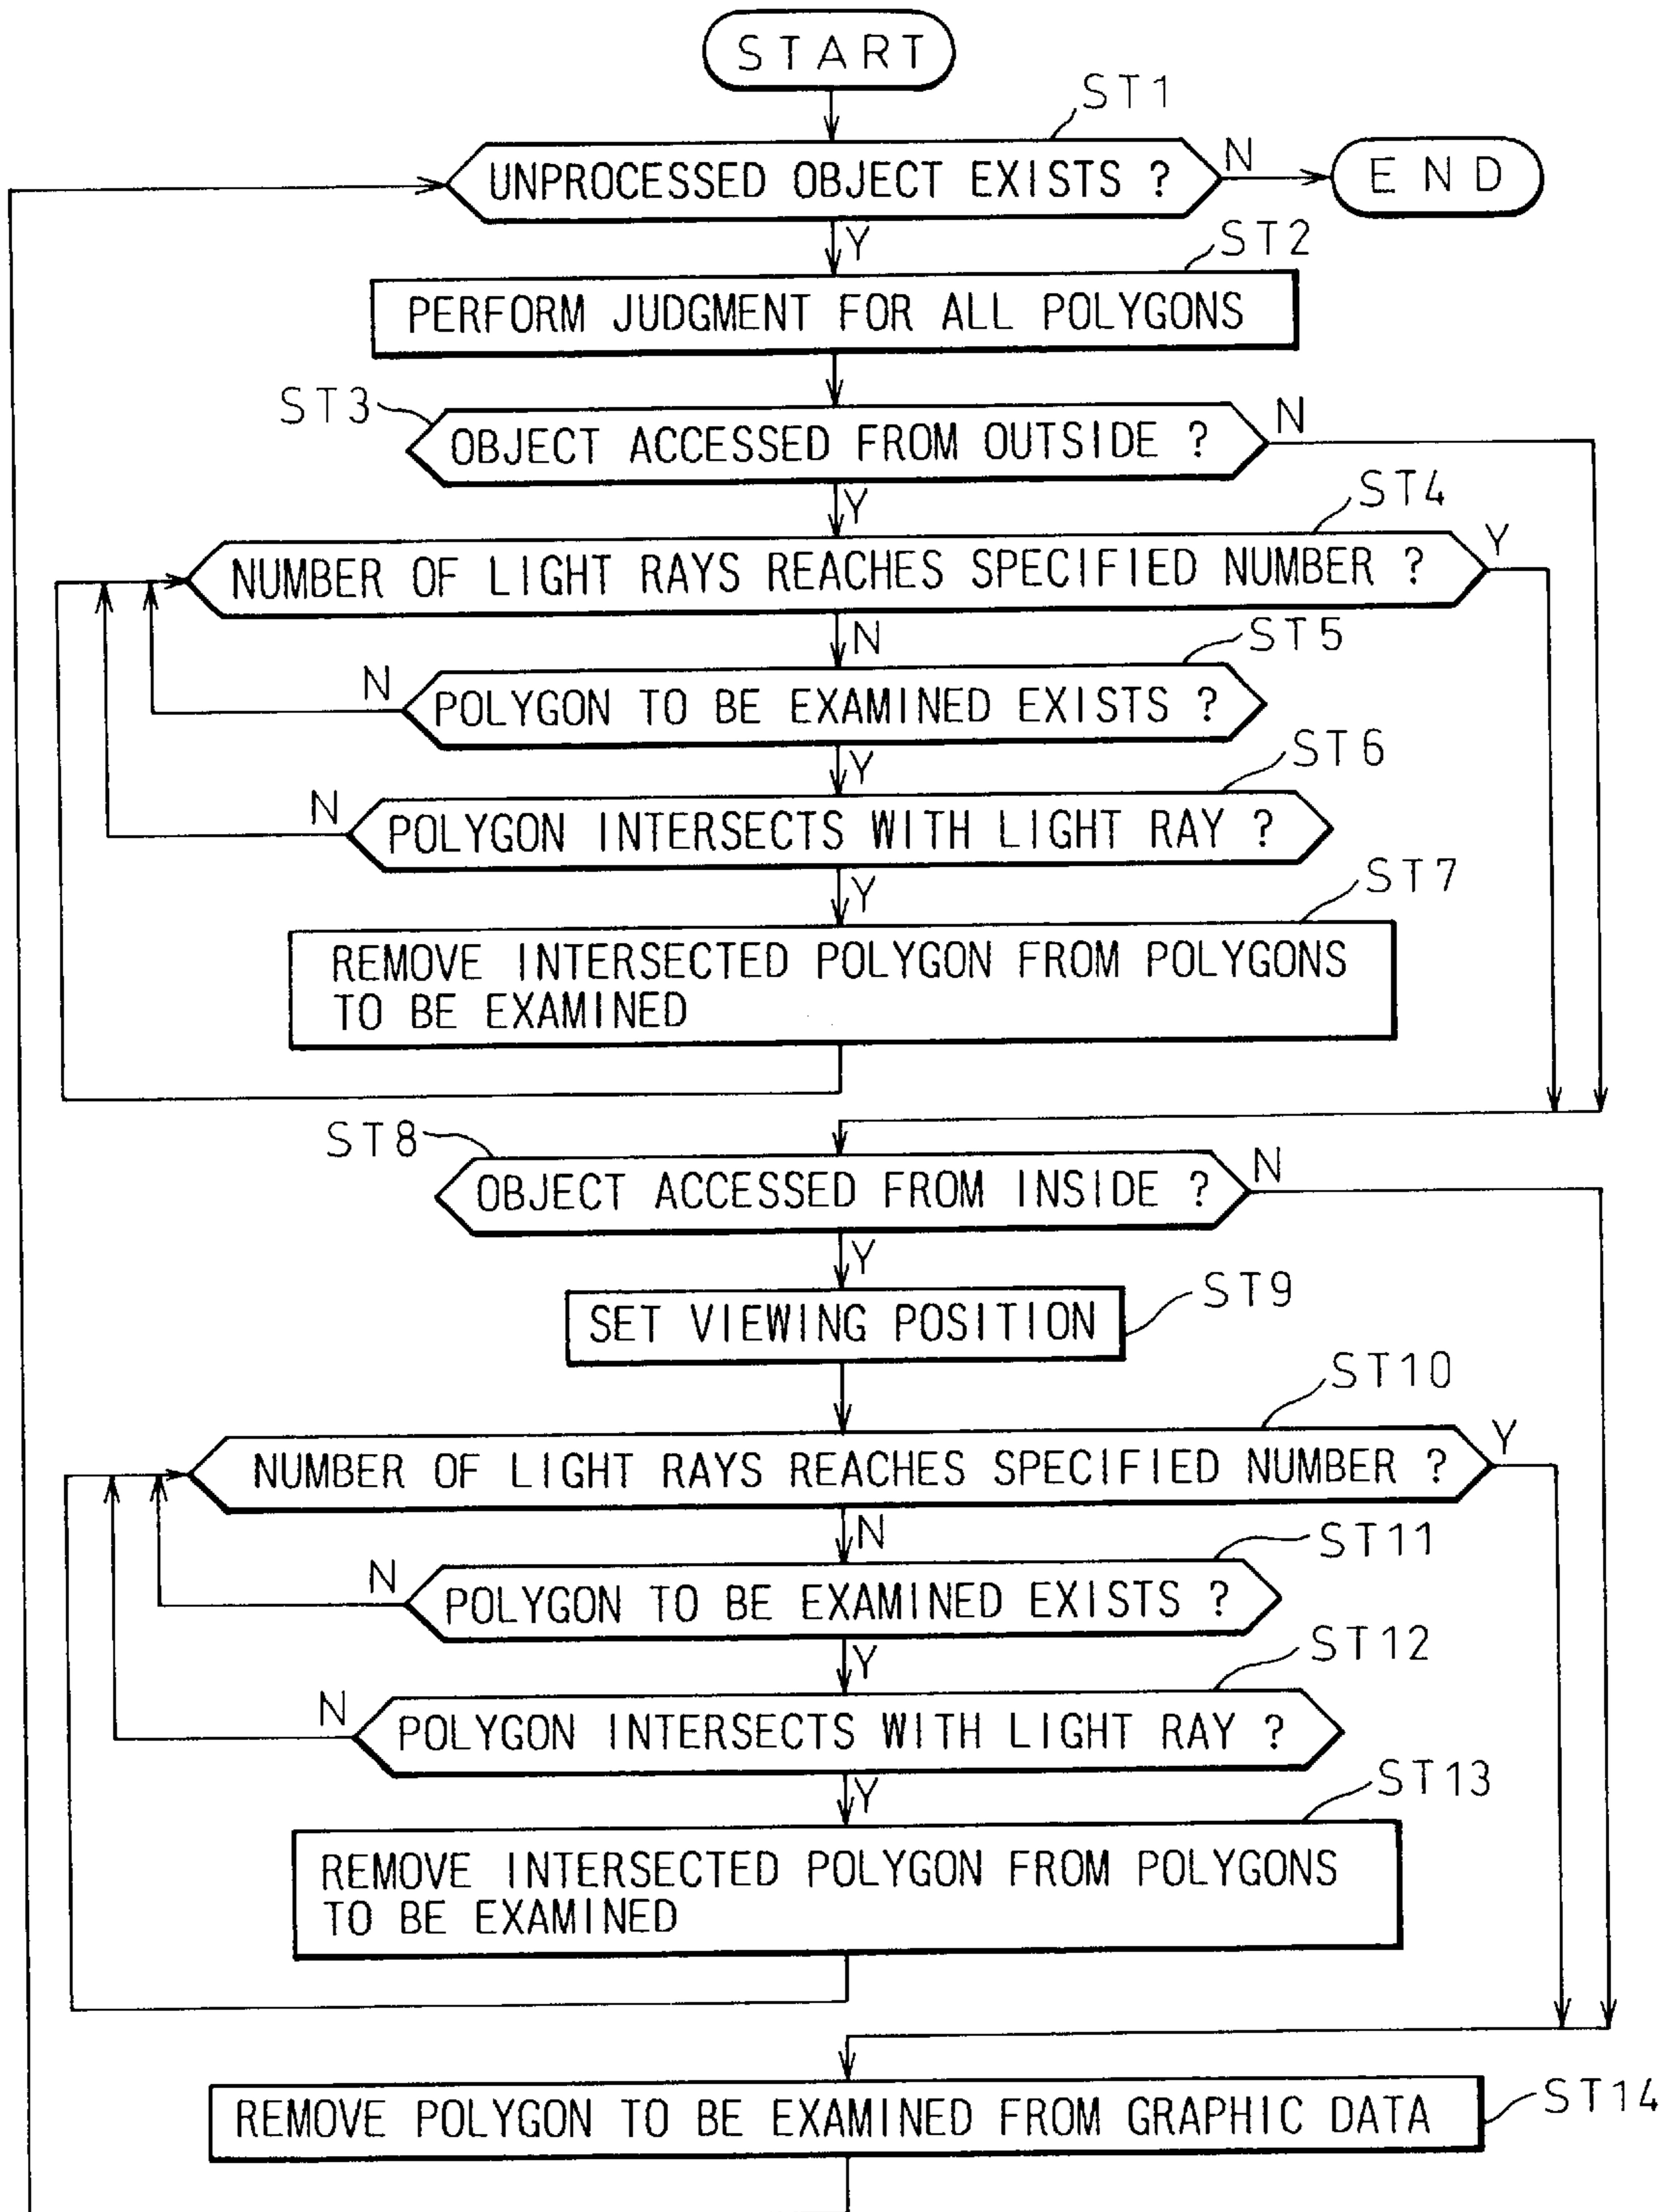 START
ST1
UNPROCESSED OBJECT EXISTS ?
N
END
Y
ST2
PERFORM JUDGMENT FOR ALL POLYGONS
ST3
OBJECT ACCESSED FROM OUTSIDE ?
N
Y
ST4
NUMBER OF LIGHT RAYS REACHES SPECIFIED NUMBER ?
Y
N
ST5
N
POLYGON TO BE EXAMINED EXISTS ?
Y
ST6
N
POLYGON INTERSECTS WITH LIGHT RAY ?
Y
ST7
REMOVE INTERSECTED POLYGON FROM POLYGONS
TO BE EXAMINED
ST8
OBJECT ACCESSED FROM INSIDE ?
N
Y
ST9
SET VIEWING POSITION
ST10
NUMBER OF LIGHT RAYS REACHES SPECIFIED NUMBER ?
Y
N
ST11
N
POLYGON TO BE EXAMINED EXISTS ?
Y
ST12
N
POLYGON INTERSECTS WITH LIGHT RAY ?
Y
ST13
REMOVE INTERSECTED POLYGON FROM POLYGONS
TO BE EXAMINED
REMOVE POLYGON TO BE EXAMINED FROM GRAPHIC DATA
ST14